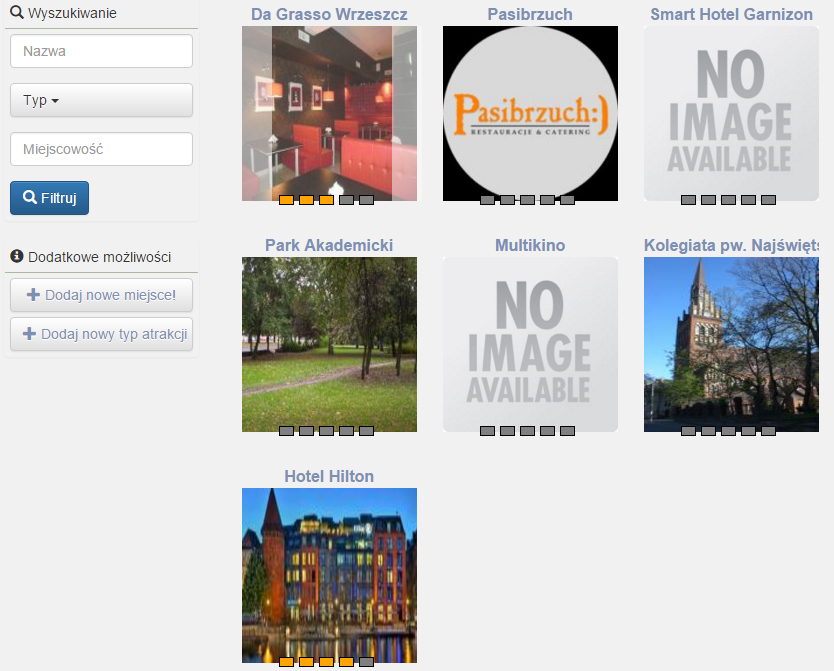 Wyszukiwanie
Nazwa
Typ
Miejscowość
Filtruj
Dodatkowe możliwości
Dodaj nowe miejsce!
Dodaj nowy typ atrakcji
Da Grasso Wrzeszcz
Pasibrzuch
Smart Hotel Garnizon
Pasibrzuch:)
RESTAURACJE & CATERING
NO
IMAGE
AVAILABLE
Park Akademicki
Multikino
Kolegiata pw. Najświęts
NO
IMAGE
AVAILABLE
Hotel Hilton